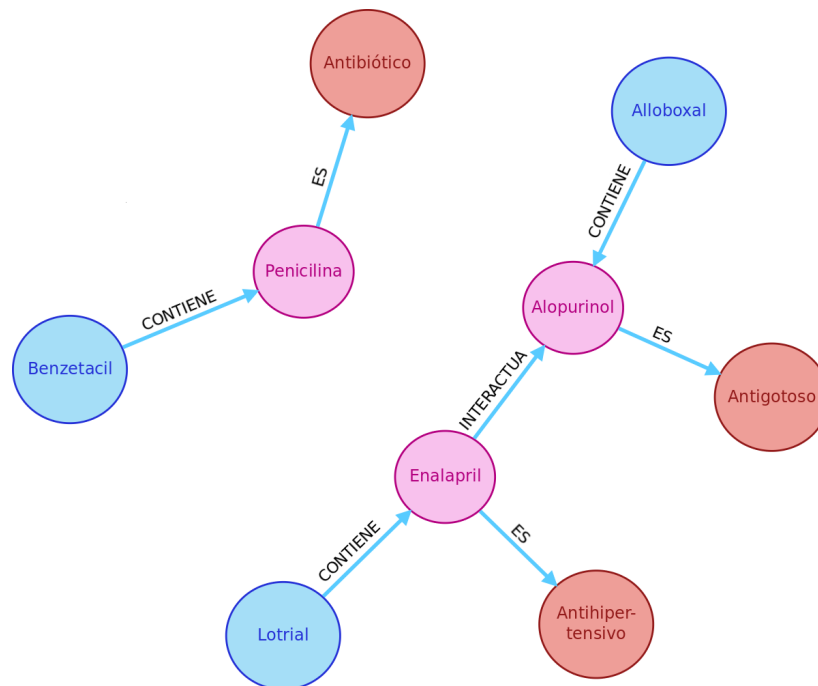 Antibiótico
Alloboxal
ES
CONTIENE
Penicilina
CONTIENE
Alopurinol
ES
Benzetacil
INTERACTUA
Antigotoso
Enalapril
CONTIENE
ES
Lotrial
Antihiper-
tensivo